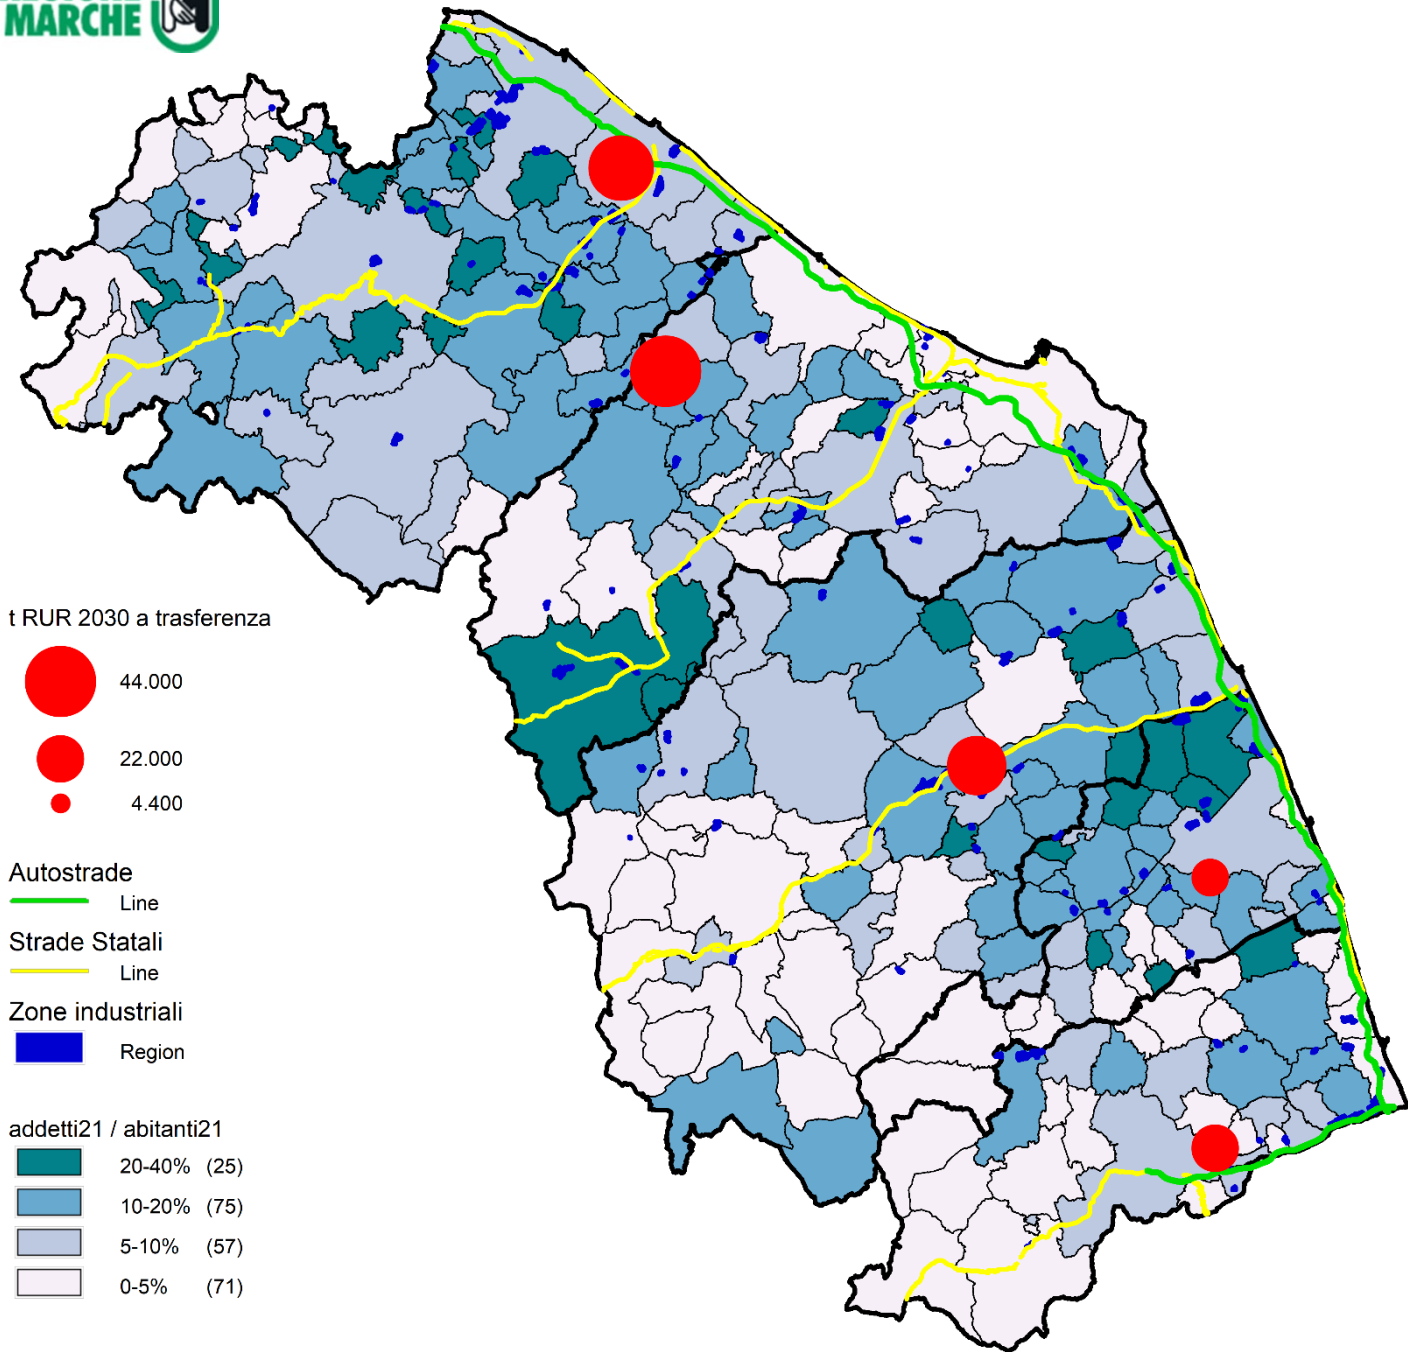 MARCHE
t RUR 2030 a trasferenza
44.000
22.000
4.400
Autostrade
Line
Strade Statali
Line
Zone industriali
Region
addetti21 / abitanti21
20-40% (25)
10-20% (75)
5-10% (57)
0-5% (71)